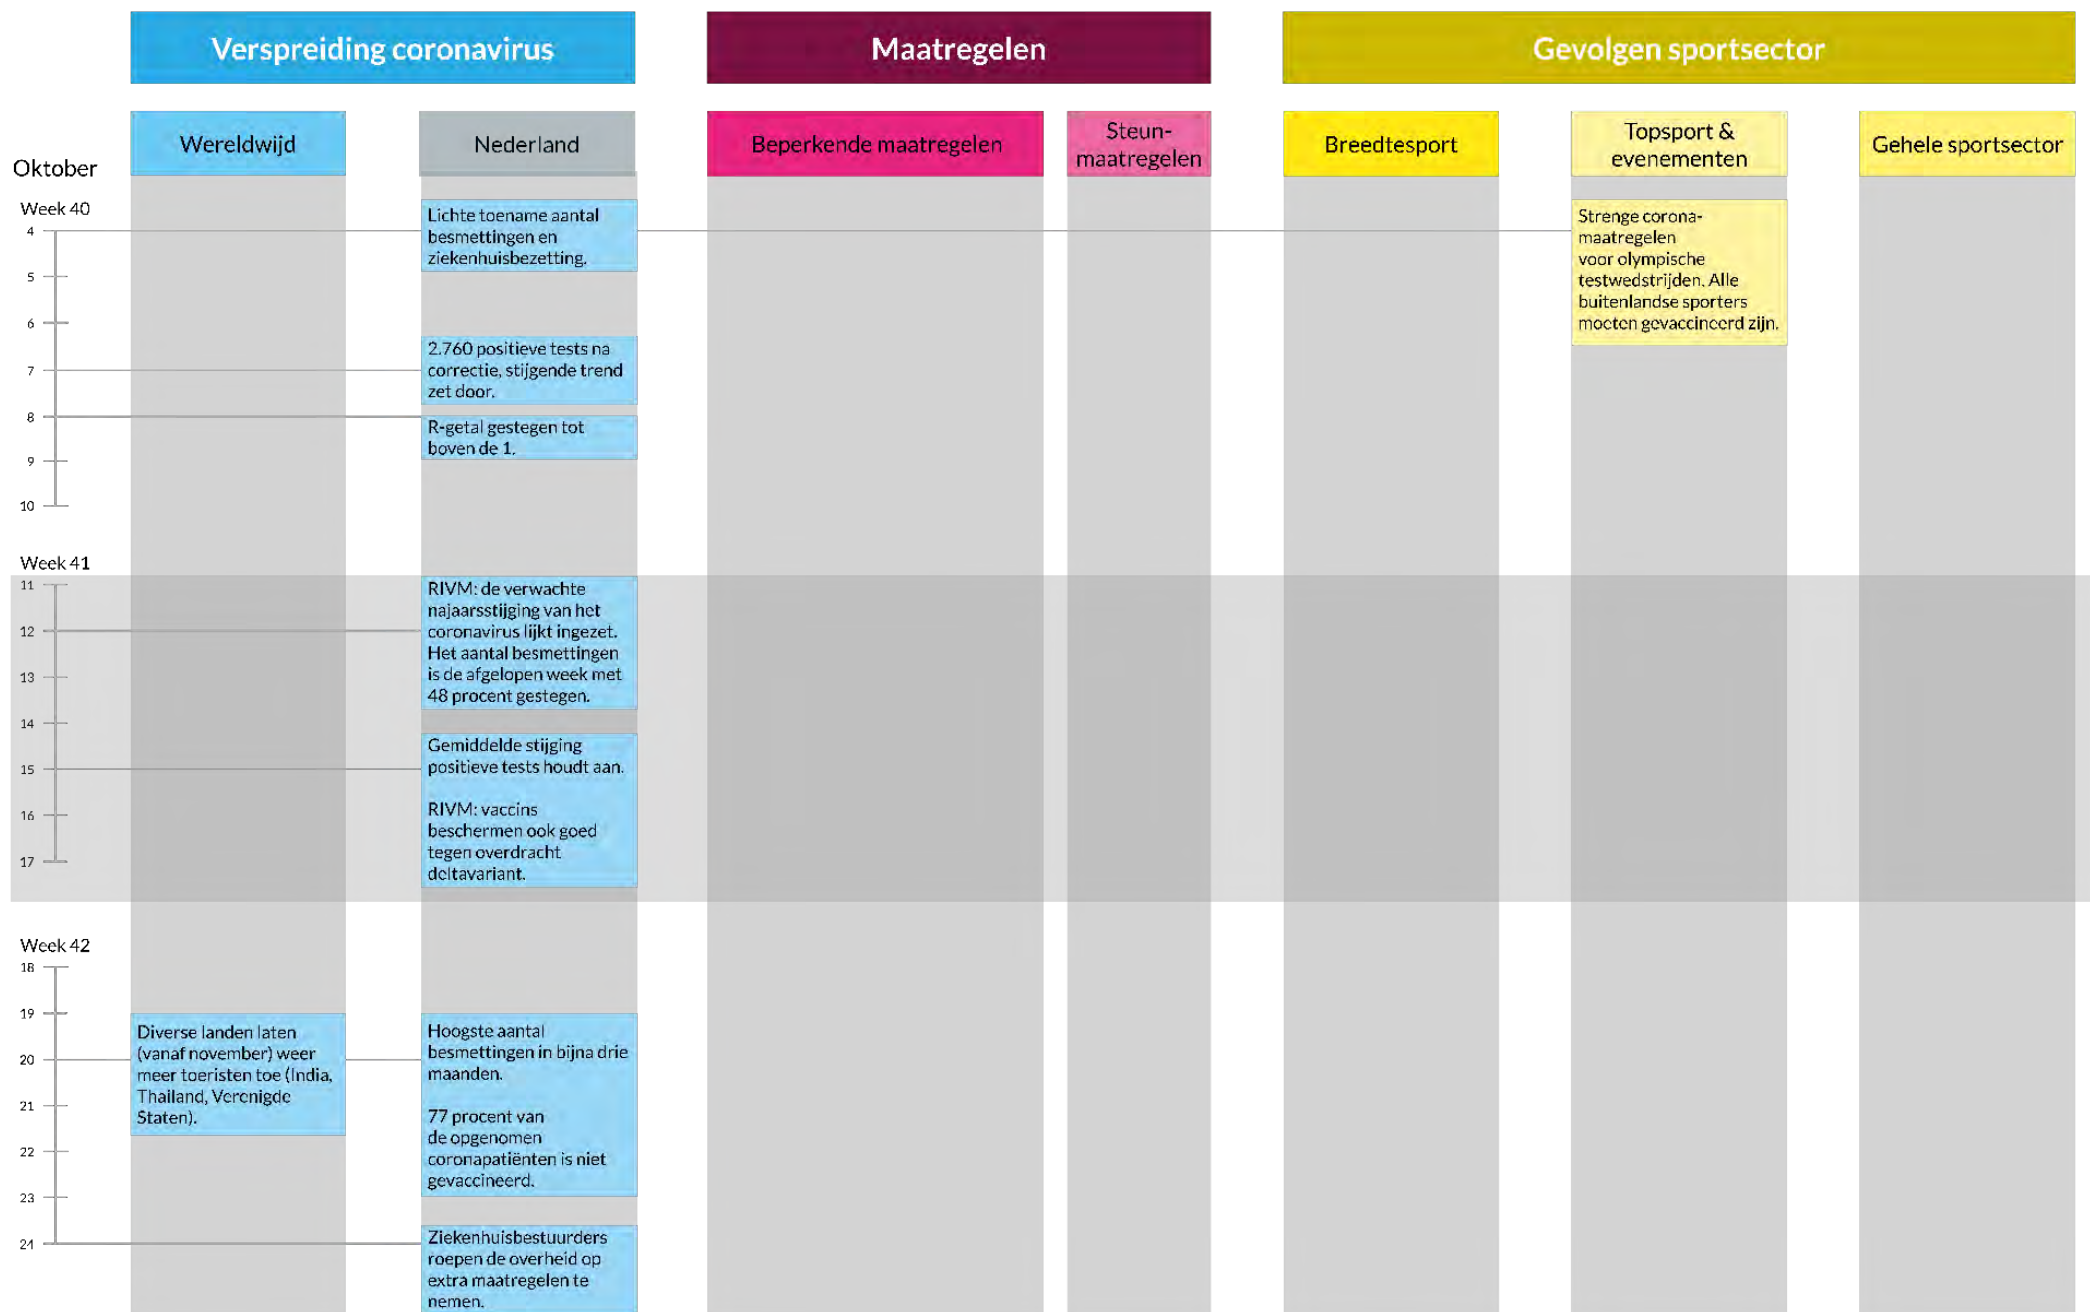 Verspreiding coronavirus
Maatregelen
Gevolgen sportsector
Wereldwijd
Nederland
Beperkende maatregelen
Steun-
maatregelen
Breedtesport
Topsport &
evenementen
Gehele sportsector
Oktober
Week 40
4
5
6
7
8
9
10
Lichte toename aantal
besmettingen en
ziekenhuisbezetting.
Strenge corona-
maatregelen
voor olympische
testwedstrijden. Alle
buitenlandse sporters
moeten gevaccineerd zijn.
2.760 positieve tests na
correctie, stijgende trend
zet door.
R-getal gestegen tot
boven de 1.
Week 41
11
12
13
14
15
16
17
RIVM: de verwachte
najaarsstijging van het
coronavirus lijkt ingezet.
Het aantal besmettingen
is de afgelopen week met
48 procent gestegen.
Gemiddelde stijging
positieve tests houdt aan.
RIVM: vaccins
beschermen ook goed
tegen overdracht
deltavariant.
Week 42
18
19
20
21
22
23
24
Diverse landen laten
(vanaf november) weer
meer toeristen toe (India,
Thailand, Verenigde
Staten).
Hoogste aantal
besmettingen in bijna drie
maanden.
77 procent van
de opgenomen
coronapatiënten is niet
gevaccineerd.
Ziekenhuisbestuurders
roepen de overheid op
extra maatregelen te
nemen.